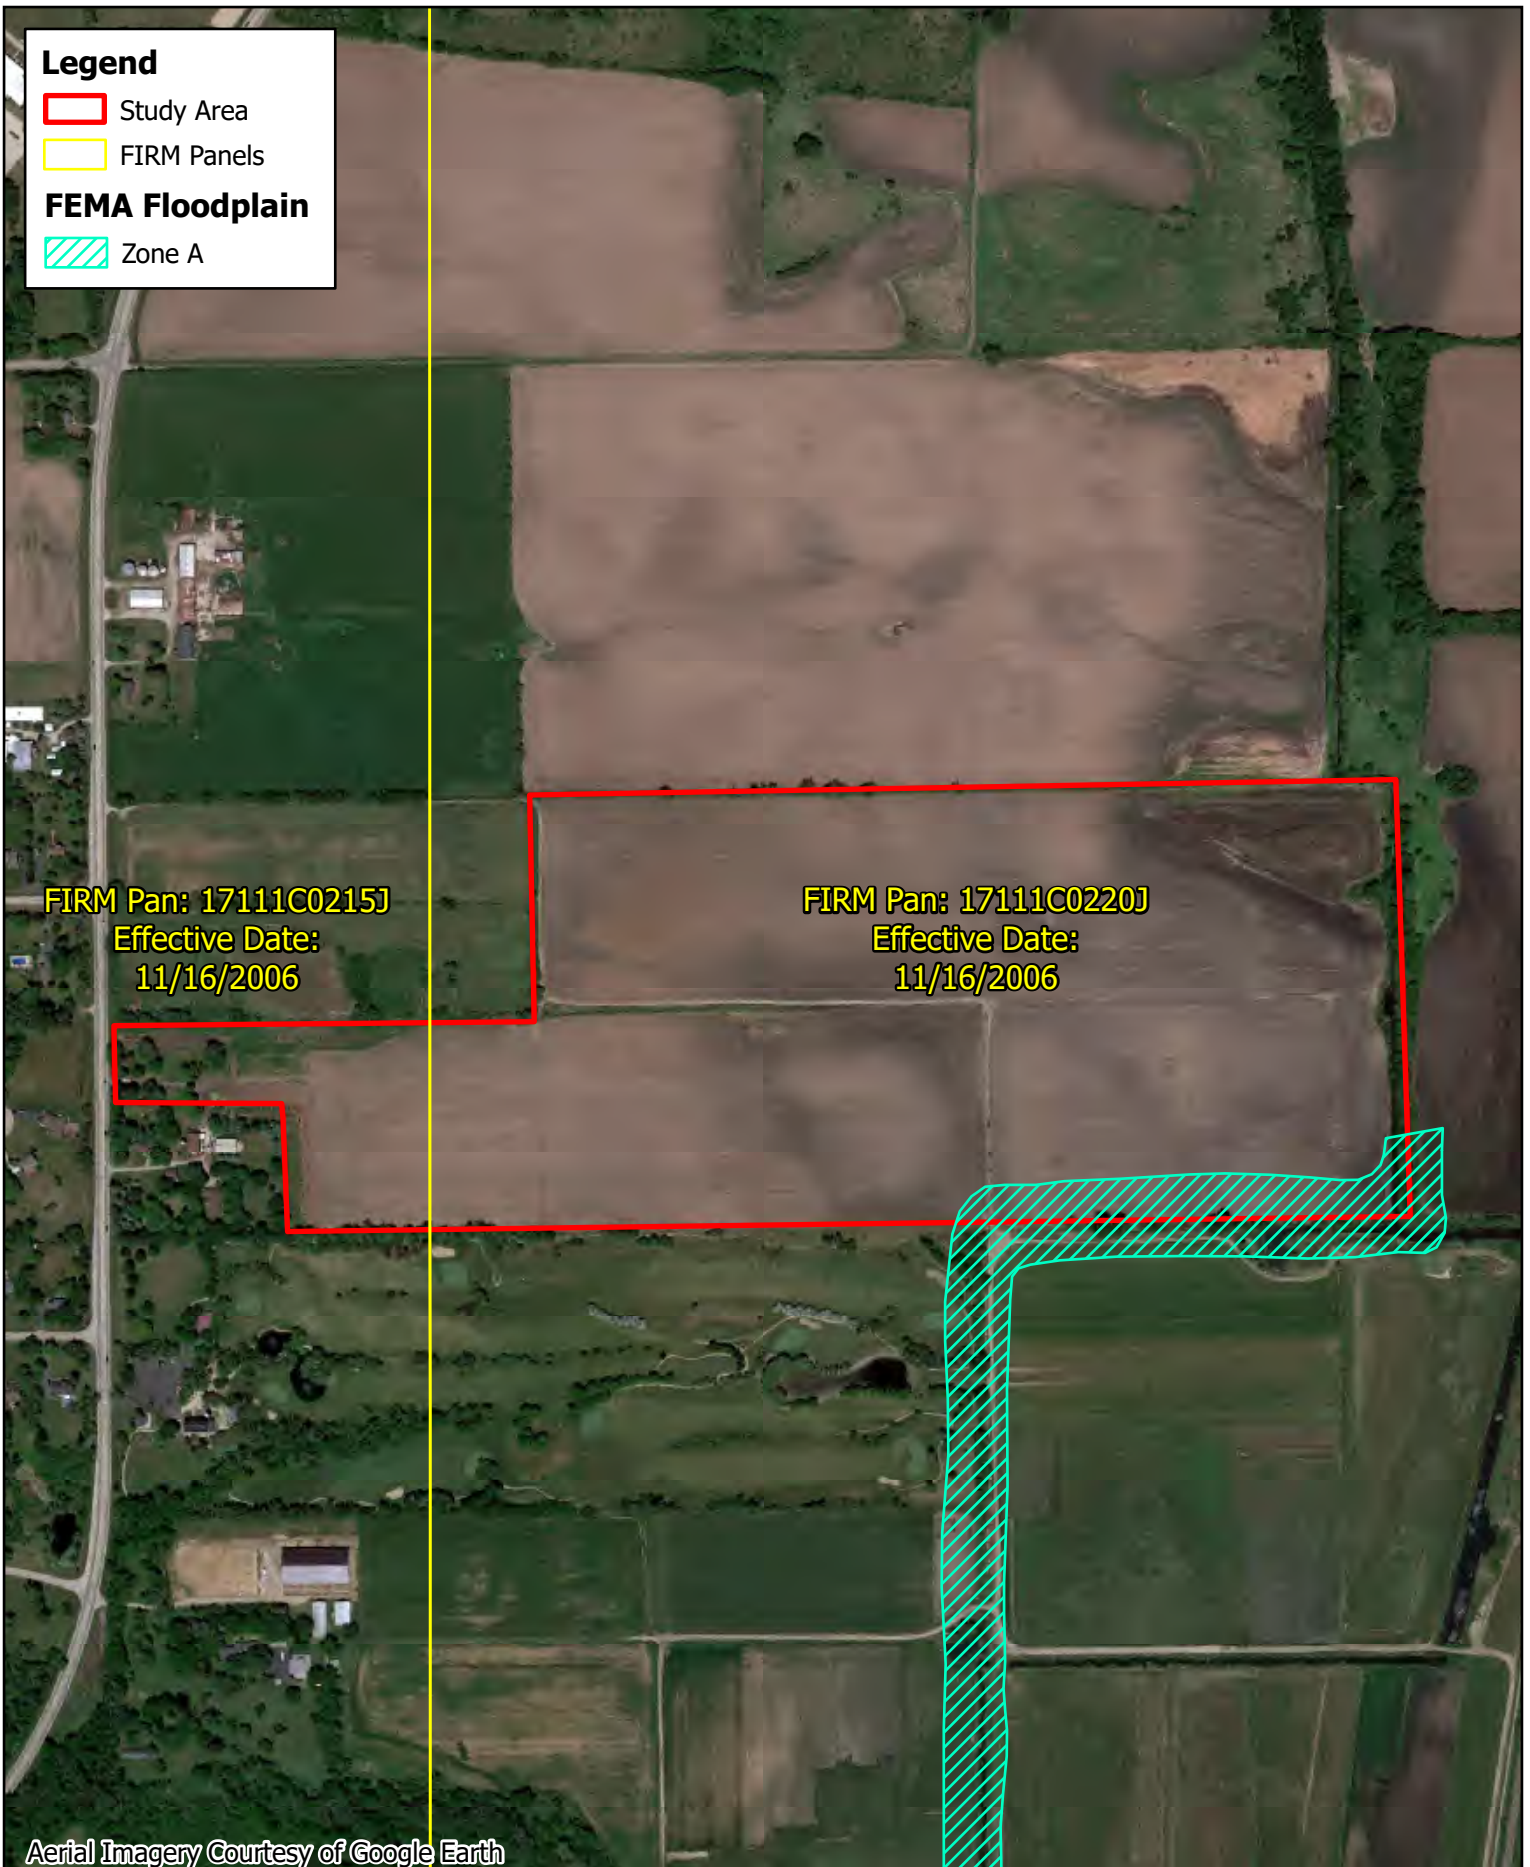 Legend
Study Area
FIRM Panels
FEMA Floodplain
Zone A
FIRM Pan: 17111C0215J
Effective Date:
11/16/2006
FIRM Pan: 17111C0220J
Effective Date:
11/16/2006
Aerial Imagery Courtesy of Google Earth